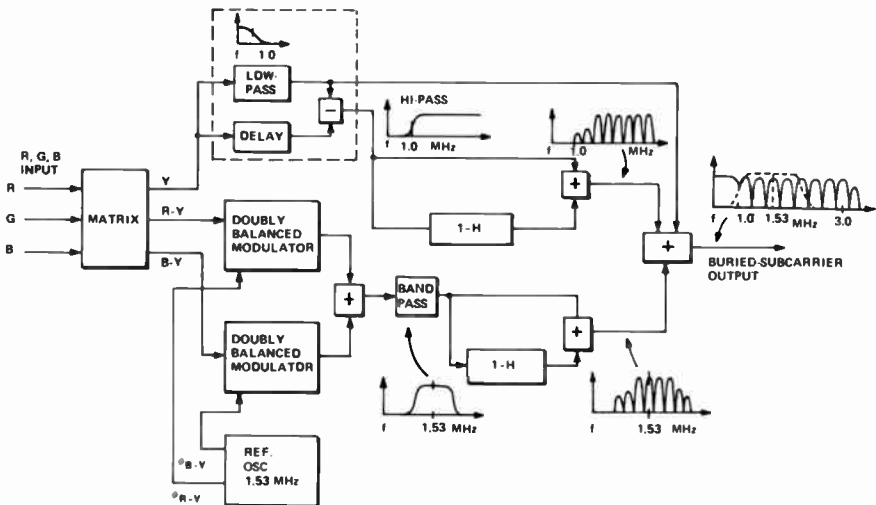 f 1.0
LOW-
PASS
DELAY
−
HI-PASS
f 1.0 MHz
f 1.0 MHz
R, G, B
INPUT
R
G
B
MATRIX
Y
R-Y
B-Y
DOUBLY
BALANCED
MODULATOR
DOUBLY
BALANCED
MODULATOR
REF.
OSC
1.53 MHz
φB-Y
φR-Y
+
BAND
PASS
f 1.53 MHz
1-H
+
1-H
+
f 1.53 MHz
+
f 1.0 1.53 MHz 3.0
BURIED-SUBCARRIER
OUTPUT